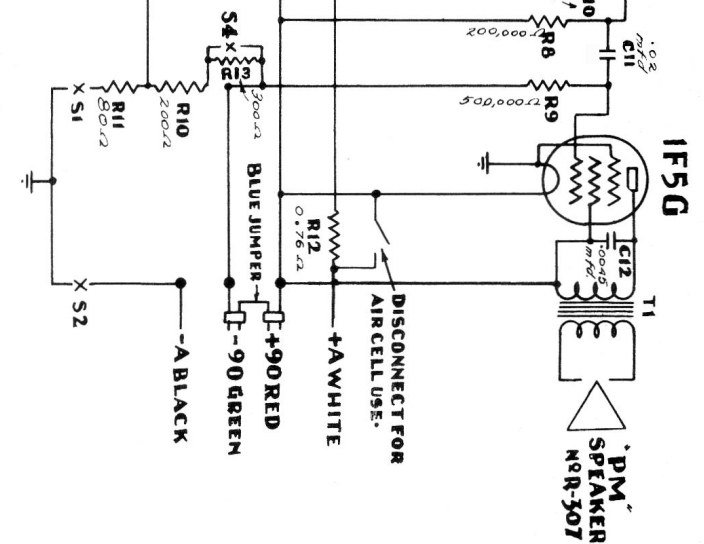 1F5G
C11
.02
mfd
R8
200,000Ω
R9
500,000Ω
C12
.0045
mfd
T1
"PM"
SPEAKER
Nº R-307
DISCONNECT FOR
AIR CELL USE.
R12
0.76Ω
+A WHITE
+90 RED
-90 GREEN
BLUE JUMPER
-A BLACK
S4
R13
300Ω
R10
200Ω
R11
80Ω
S1
S2